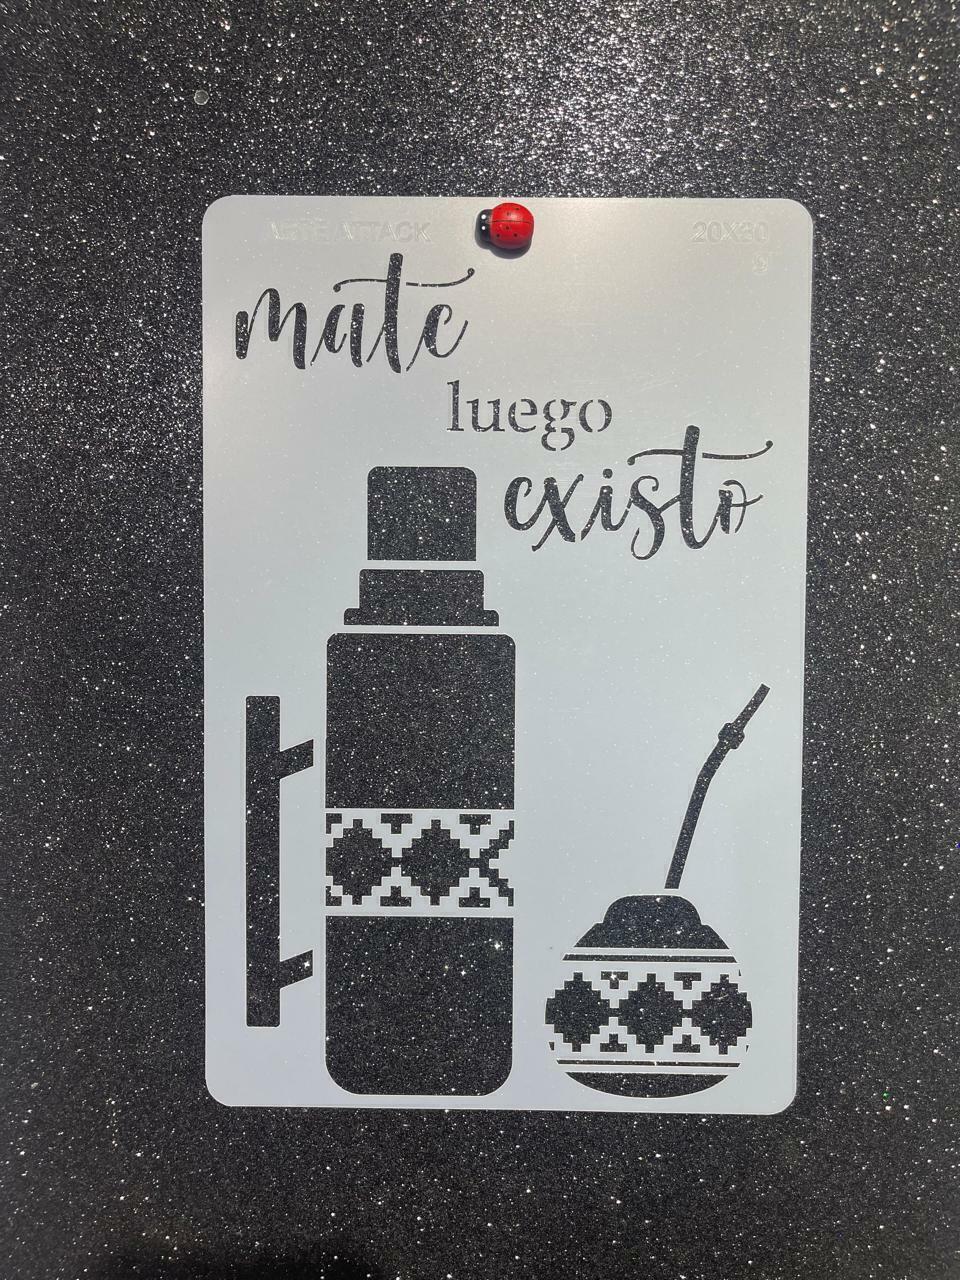 ARTE ATTACK 20X30
mate
luego
existo